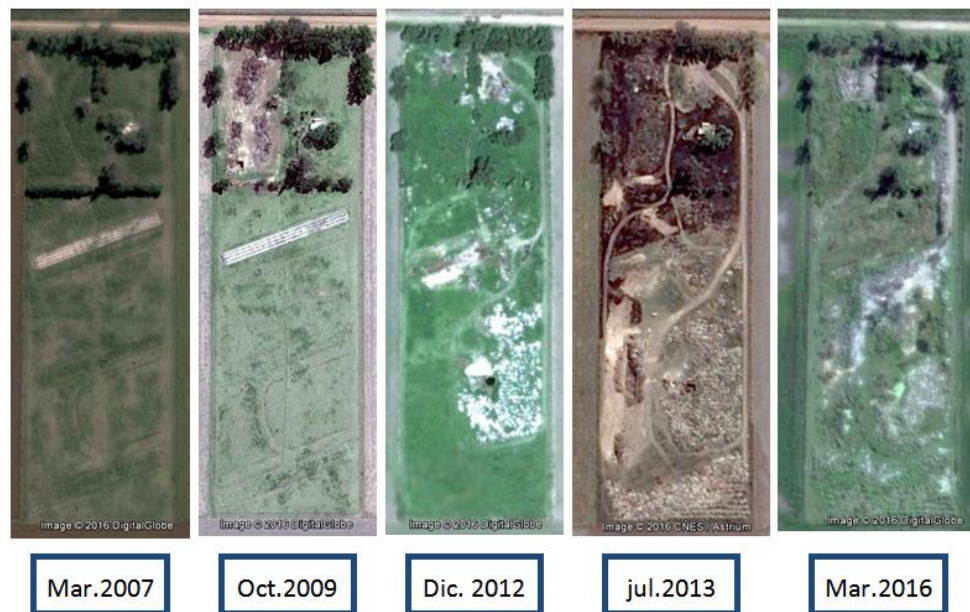 Image © 2016 DigitalGlobe
Image © 2016 DigitalGlobe
Image © 2016 DigitalGlobe
Image © 2016 CNES / Astrium
Image © 2016 DigitalGlobe
Mar.2007
Oct.2009
Dic. 2012
jul.2013
Mar.2016